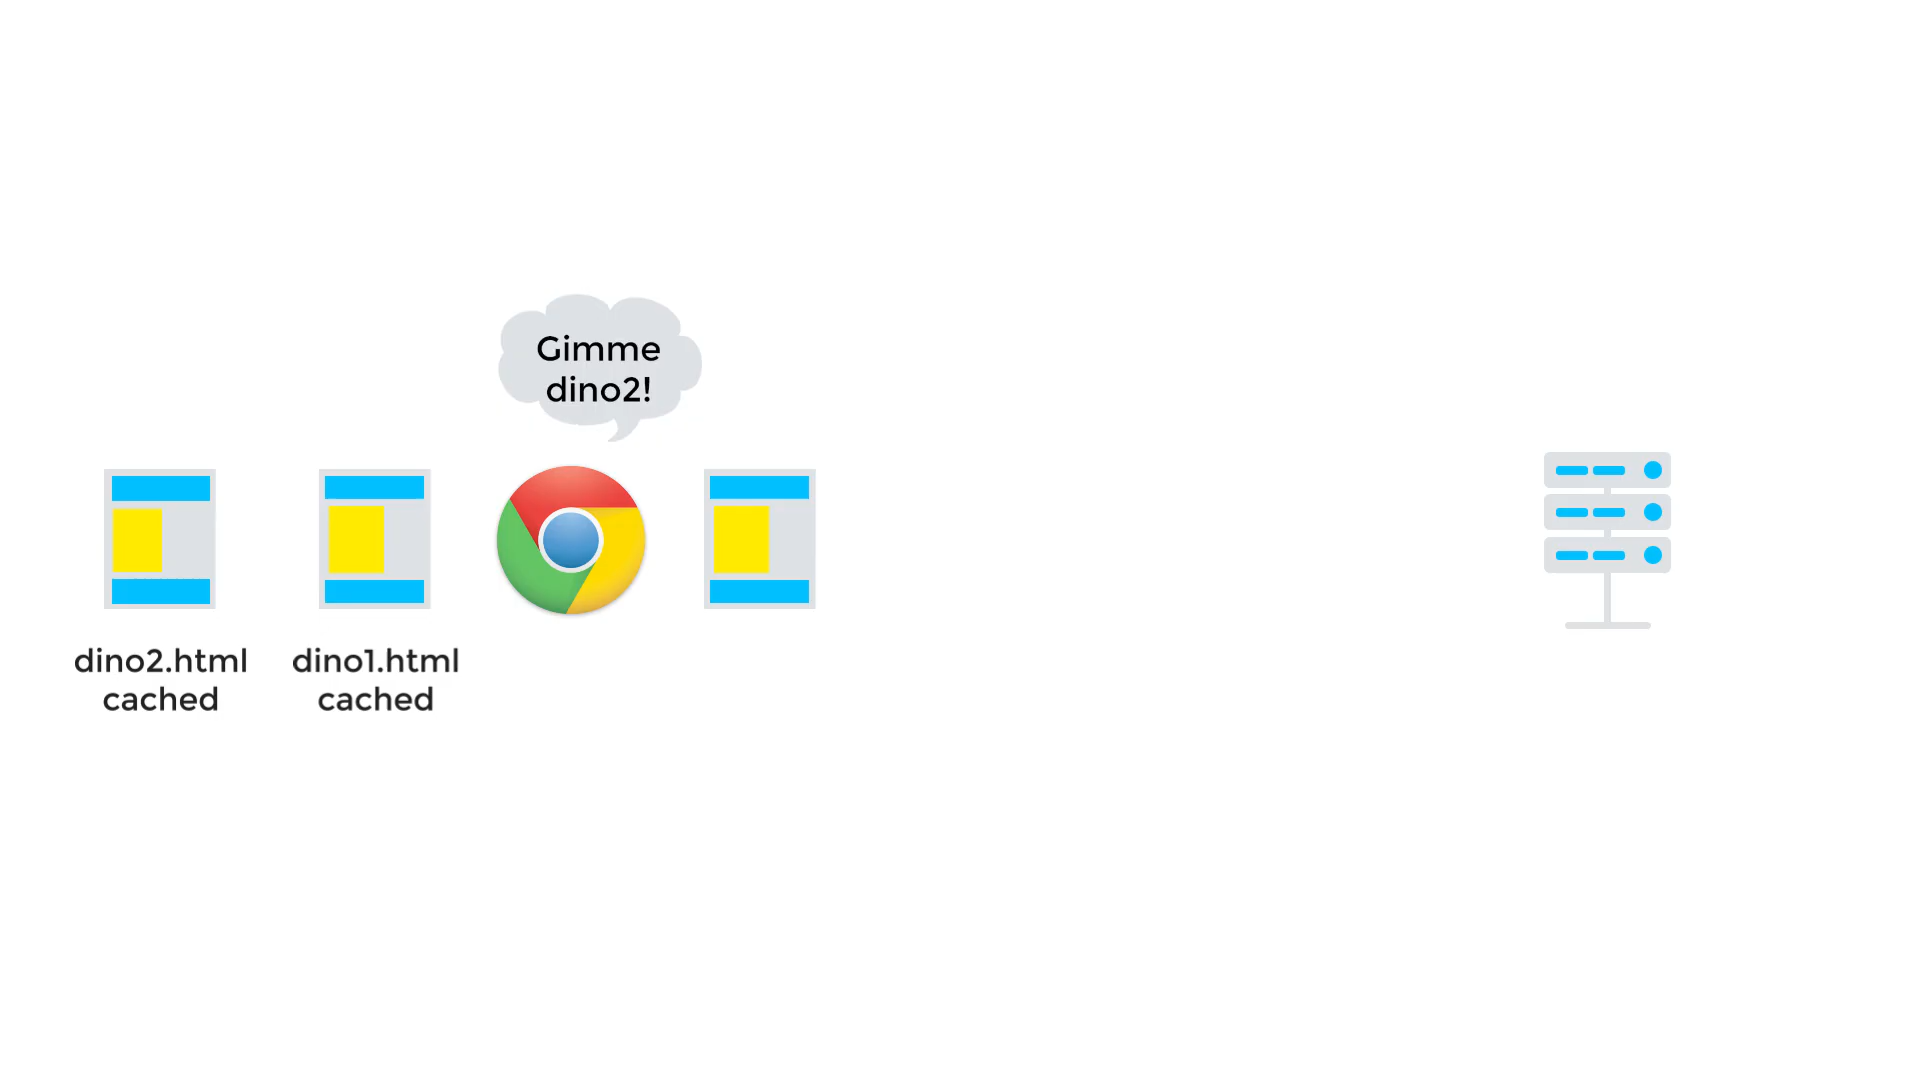 Gimme
dino2!
dino2.html
cached
dino1.html
cached